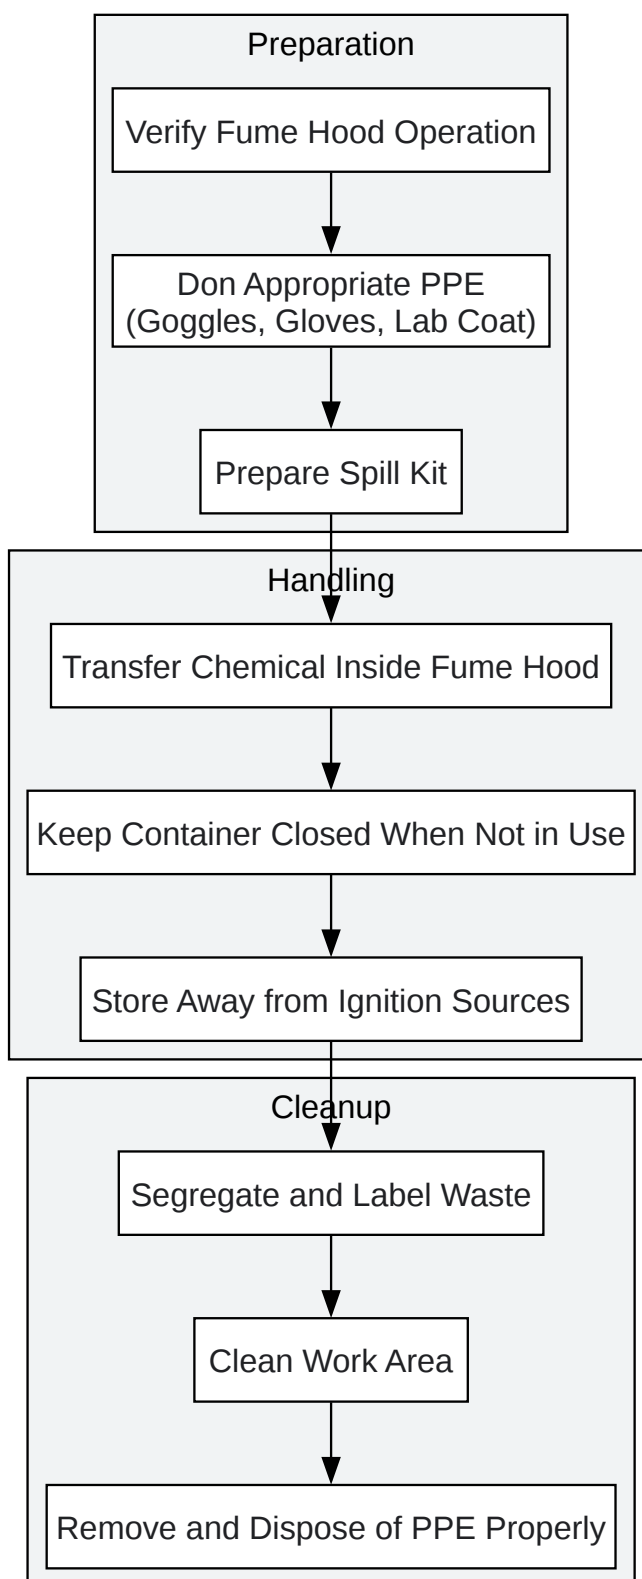 Preparation
Verify Fume Hood Operation
Don Appropriate PPE
(Goggles, Gloves, Lab Coat)
Prepare Spill Kit
Handling
Transfer Chemical Inside Fume Hood
Keep Container Closed When Not in Use
Store Away from Ignition Sources
Cleanup
Segregate and Label Waste
Clean Work Area
Remove and Dispose of PPE Properly